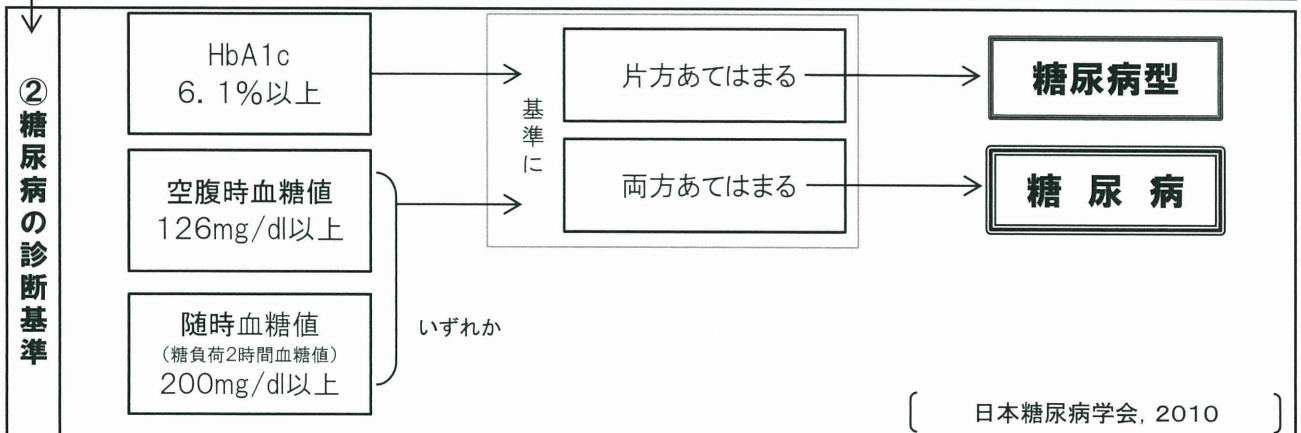 ②糖尿病の診断基準
HbA1c
6.1%以上
空腹時血糖値
126mg/dl以上
随時血糖値
(糖負荷2時間血糖値)
200mg/dl以上
いずれか
基準に
片方あてはまる
両方あてはまる
糖尿病型
糖尿病
日本糖尿病学会, 2010